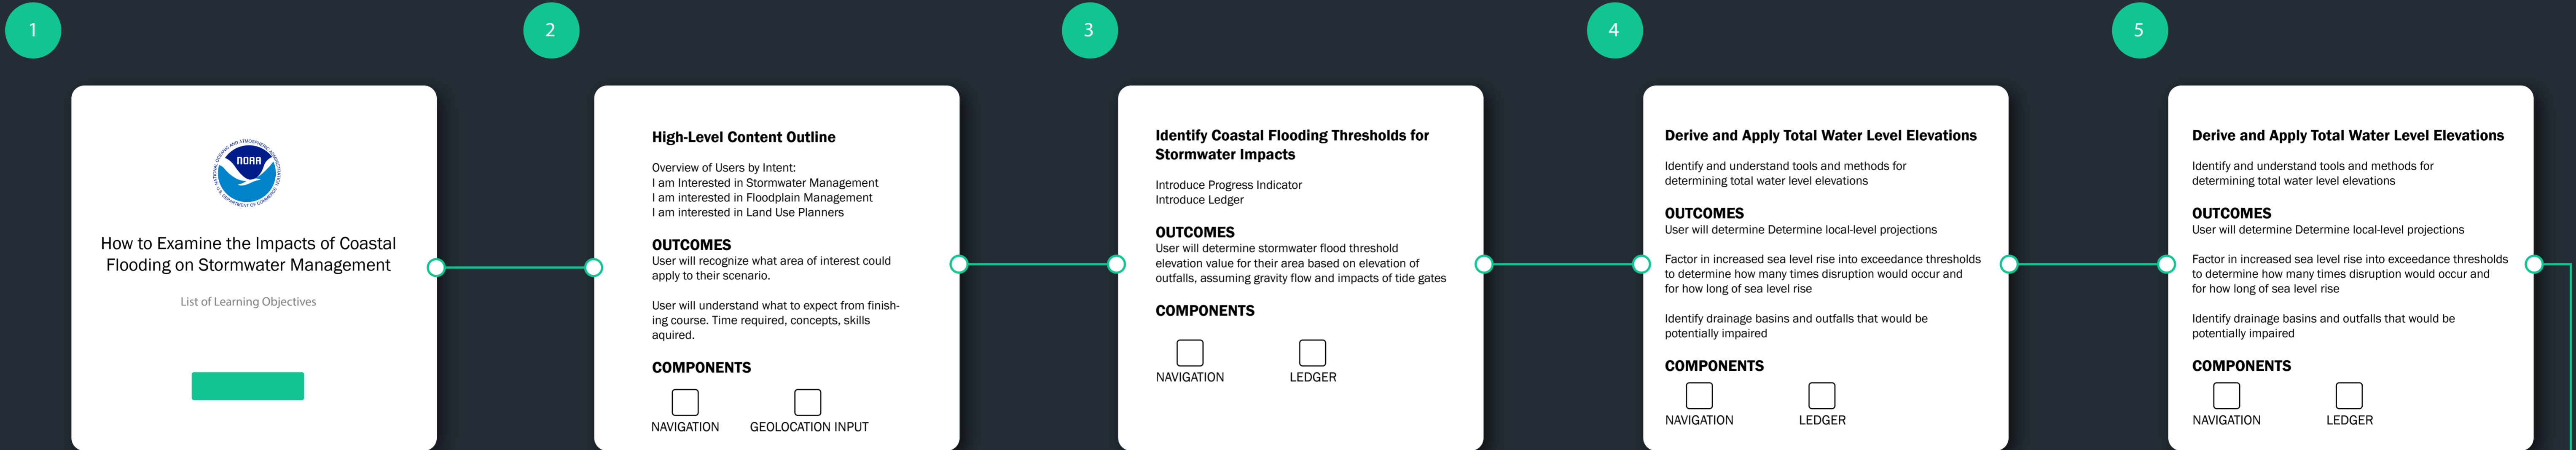 1
2
3
4
5
NATIONAL OCEANIC AND ATMOSPHERIC ADMINISTRATION
NOAA
U.S. DEPARTMENT OF COMMERCE
How to Examine the Impacts of Coastal
Flooding on Stormwater Management
List of Learning Objectives
High-Level Content Outline
Overview of Users by Intent:
I am Interested in Stormwater Management
I am interested in Floodplain Management
I am interested in Land Use Planners
OUTCOMES
User will recognize what area of interest could
apply to their scenario.
User will understand what to expect from finish-
ing course. Time required, concepts, skills
aquired.
COMPONENTS
NAVIGATION
GEOLOCATION INPUT
Identify Coastal Flooding Thresholds for
Stormwater Impacts
Introduce Progress Indicator
Introduce Ledger
OUTCOMES
User will determine stormwater flood threshold
elevation value for their area based on elevation of
outfalls, assuming gravity flow and impacts of tide gates
COMPONENTS
NAVIGATION
LEDGER
Derive and Apply Total Water Level Elevations
Identify and understand tools and methods for
determining total water level elevations
OUTCOMES
User will determine Determine local-level projections
Factor in increased sea level rise into exceedance thresholds
to determine how many times disruption would occur and
for how long of sea level rise
Identify drainage basins and outfalls that would be
potentially impaired
COMPONENTS
NAVIGATION
LEDGER
Derive and Apply Total Water Level Elevations
Identify and understand tools and methods for
determining total water level elevations
OUTCOMES
User will determine Determine local-level projections
Factor in increased sea level rise into exceedance thresholds
to determine how many times disruption would occur and
for how long of sea level rise
Identify drainage basins and outfalls that would be
potentially impaired
COMPONENTS
NAVIGATION
LEDGER